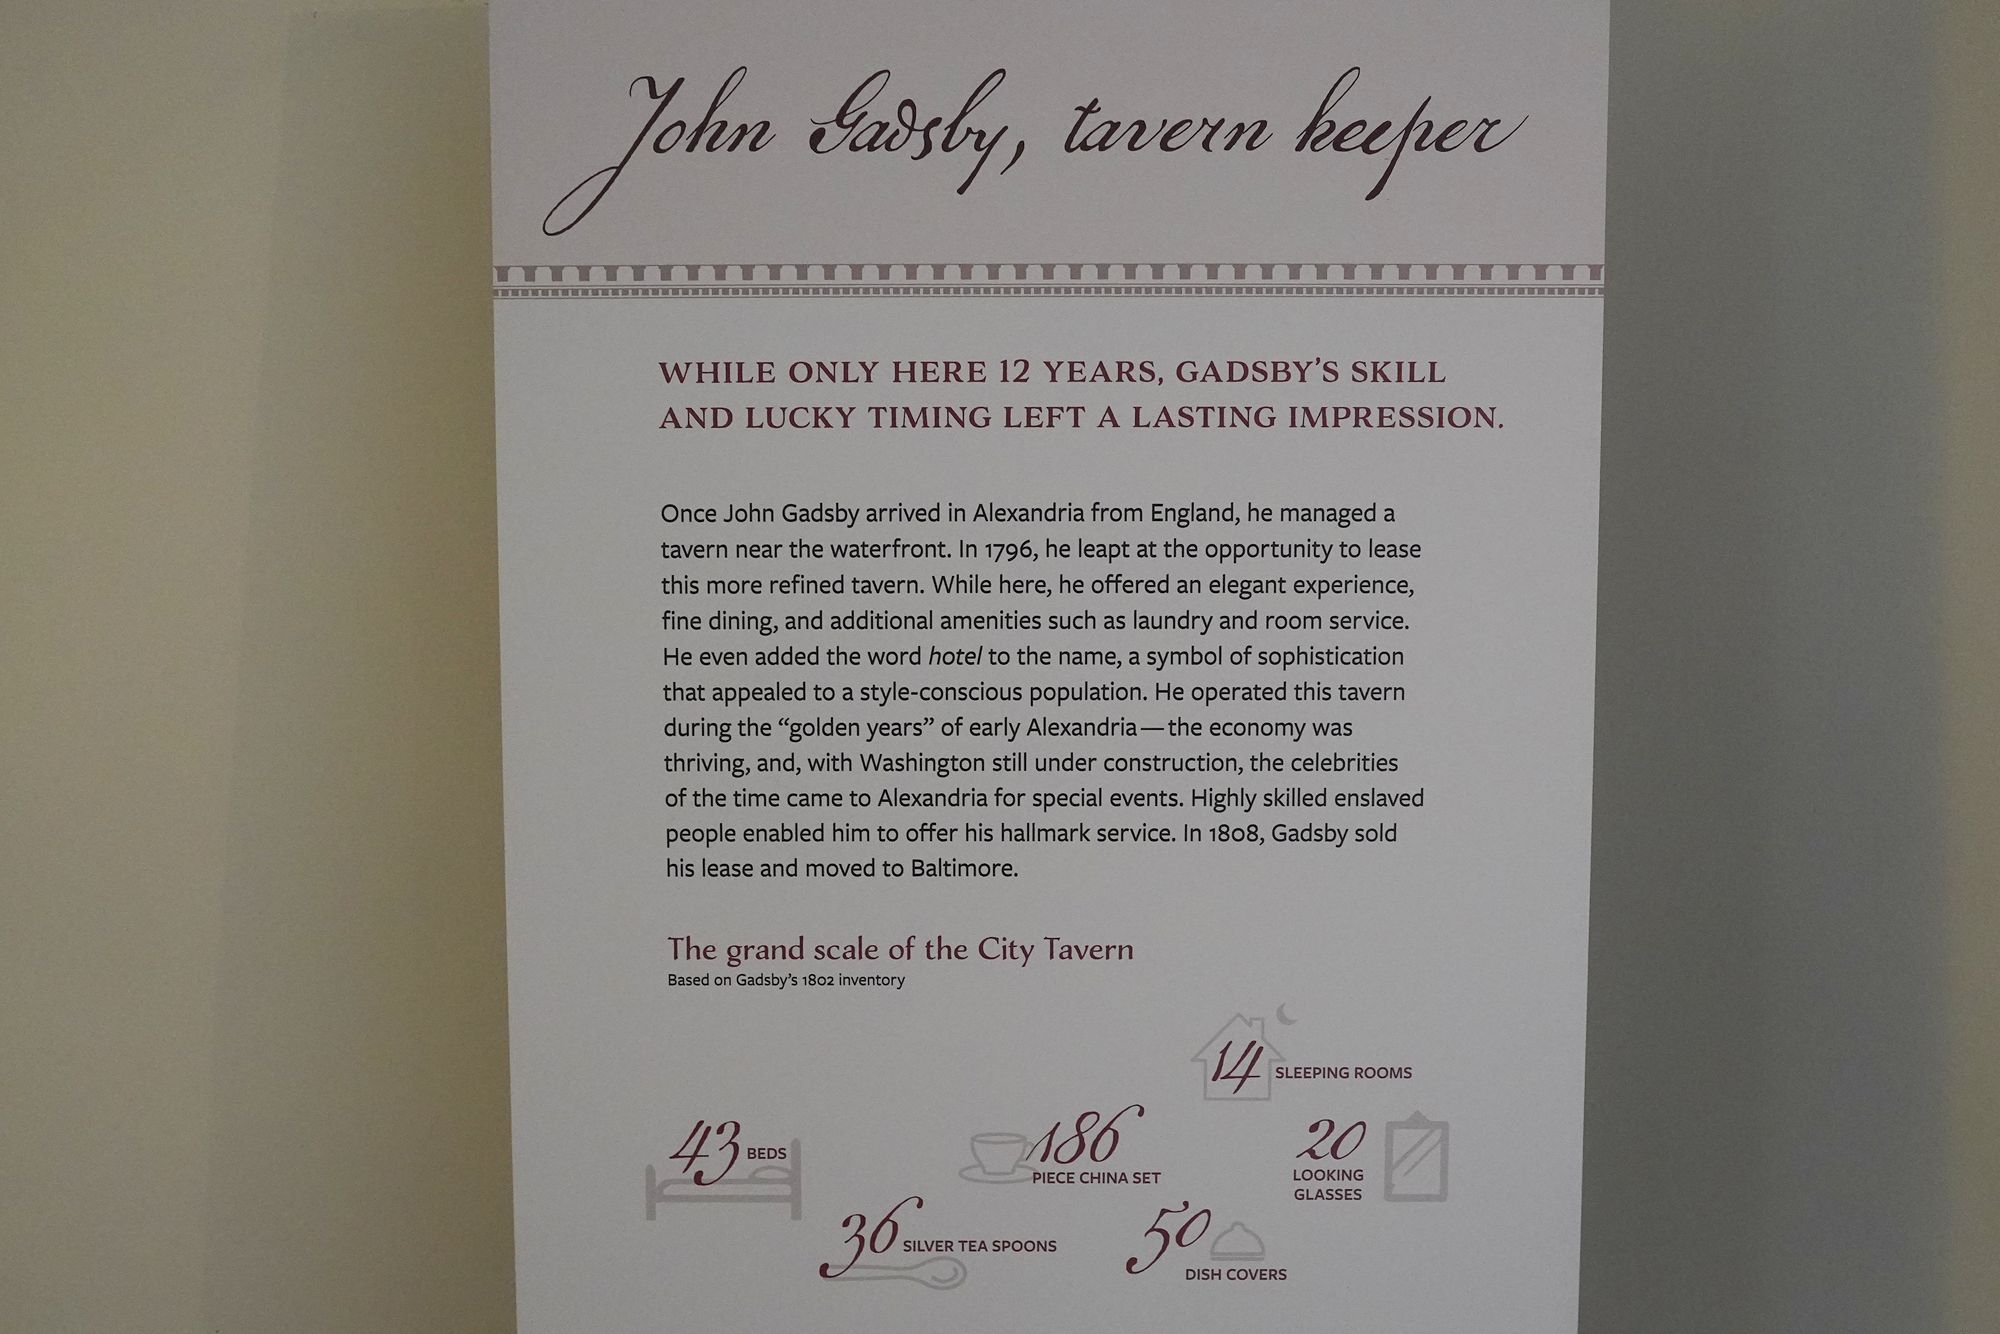 John Gadsby, tavern keeper
WHILE ONLY HERE 12 YEARS, GADSBY'S SKILL
AND LUCKY TIMING LEFT A LASTING IMPRESSION.
Once John Gadsby arrived in Alexandria from England, he managed a
tavern near the waterfront. In 1796, he leapt at the opportunity to lease
this more refined tavern. While here, he offered an elegant experience,
fine dining, and additional amenities such as laundry and room service.
He even added the word hotel to the name, a symbol of sophistication
that appealed to a style-conscious population. He operated this tavern
during the “golden years” of early Alexandria—the economy was
thriving, and, with Washington still under construction, the celebrities
of the time came to Alexandria for special events. Highly skilled enslaved
people enabled him to offer his hallmark service. In 1808, Gadsby sold
his lease and moved to Baltimore.
The grand scale of the City Tavern
Based on Gadsby's 1802 inventory
14 SLEEPING ROOMS
43 BEDS
186
PIECE CHINA SET
20
LOOKING
GLASSES
36 SILVER TEA SPOONS
50
DISH COVERS